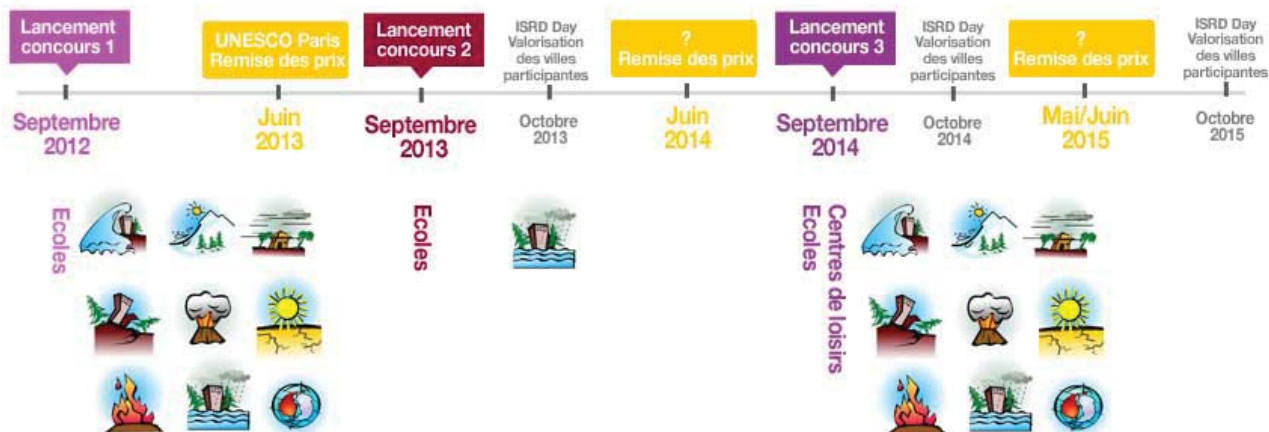 Lancement
concours 1
UNESCO Paris
Remise des prix
Lancement
concours 2
ISRD Day
Valorisation
des villes
participantes
?
Remise des prix
Lancement
concours 3
ISRD Day
Valorisation
des villes
participantes
?
Remise des prix
ISRD Day
Valorisation
des villes
participantes
Septembre
2012
Juin
2013
Septembre
2013
Octobre
2013
Juin
2014
Septembre
2014
Octobre
2014
Mai/Juin
2015
Octobre
2015
Ecoles
Ecoles
Centres de loisirs
Ecoles